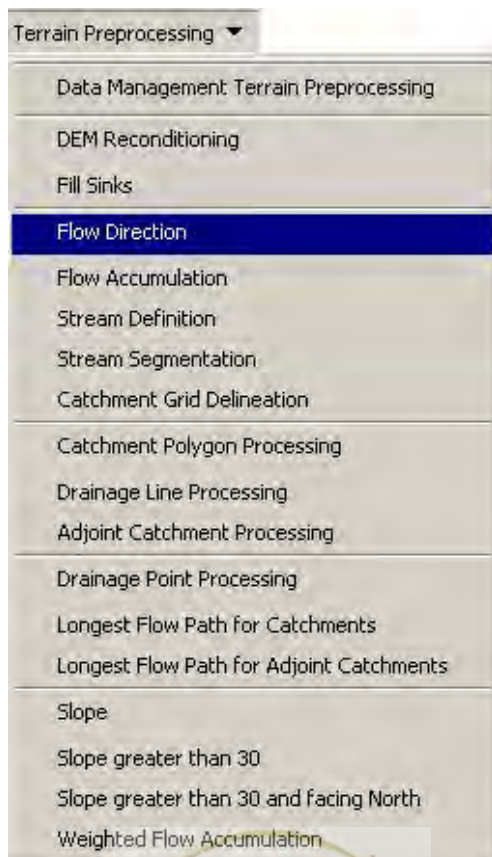 Terrain Preprocessing
Data Management Terrain Preprocessing
DEM Reconditioning
Fill Sinks
Flow Direction
Flow Accumulation
Stream Definition
Stream Segmentation
Catchment Grid Delineation
Catchment Polygon Processing
Drainage Line Processing
Adjoint Catchment Processing
Drainage Point Processing
Longest Flow Path for Catchments
Longest Flow Path for Adjoint Catchments
Slope
Slope greater than 30
Slope greater than 30 and facing North
Weighted Flow Accumulation